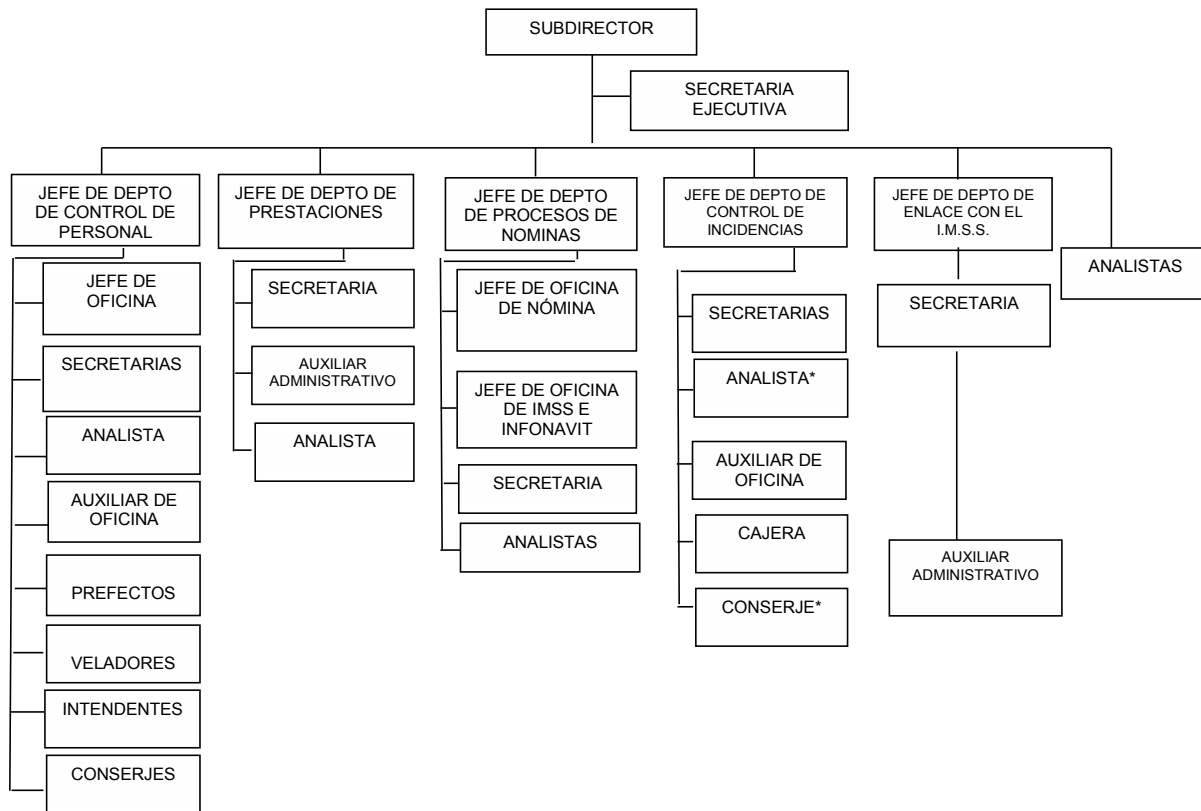 SUBDIRECTOR
SECRETARIA
EJECUTIVA
JEFE DE DEPTO
DE CONTROL DE
PERSONAL
JEFE DE OFICINA
SECRETARIAS
ANALISTA
AUXILIAR DE
OFICINA
PREFECTOS
VELADORES
INTENDENTES
CONSERJES
JEFE DE DEPTO DE
PRESTACIONES
SECRETARIA
AUXILIAR
ADMINISTRATIVO
ANALISTA
JEFE DE DEPTO
DE PROCESOS DE
NOMINAS
JEFE DE OFICINA
DE NÓMINA
JEFE DE OFICINA
DE IMSS E
INFONAVIT
SECRETARIA
ANALISTAS
JEFE DE DEPTO DE
CONTROL DE
INCIDENCIAS
SECRETARIAS
ANALISTA*
AUXILIAR DE
OFICINA
CAJERA
CONSERJE*
JEFE DE DEPTO DE
ENLACE CON EL
I.M.S.S.
SECRETARIA
AUXILIAR
ADMINISTRATIVO
ANALISTAS